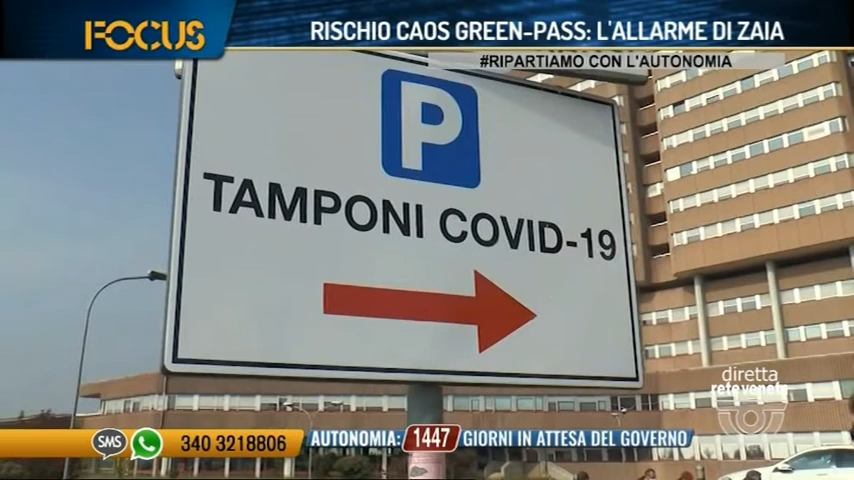 FOCUS
RISCHIO CAOS GREEN-PASS: L'ALLARME DI ZAIA
#RIPARTIAMO CON L'AUTONOMIA
P
TAMPONI COVID-19
diretta
reteveneta
SMS 340 3218806 AUTONOMIA: 1447 GIORNI IN ATTESA DEL GOVERNO